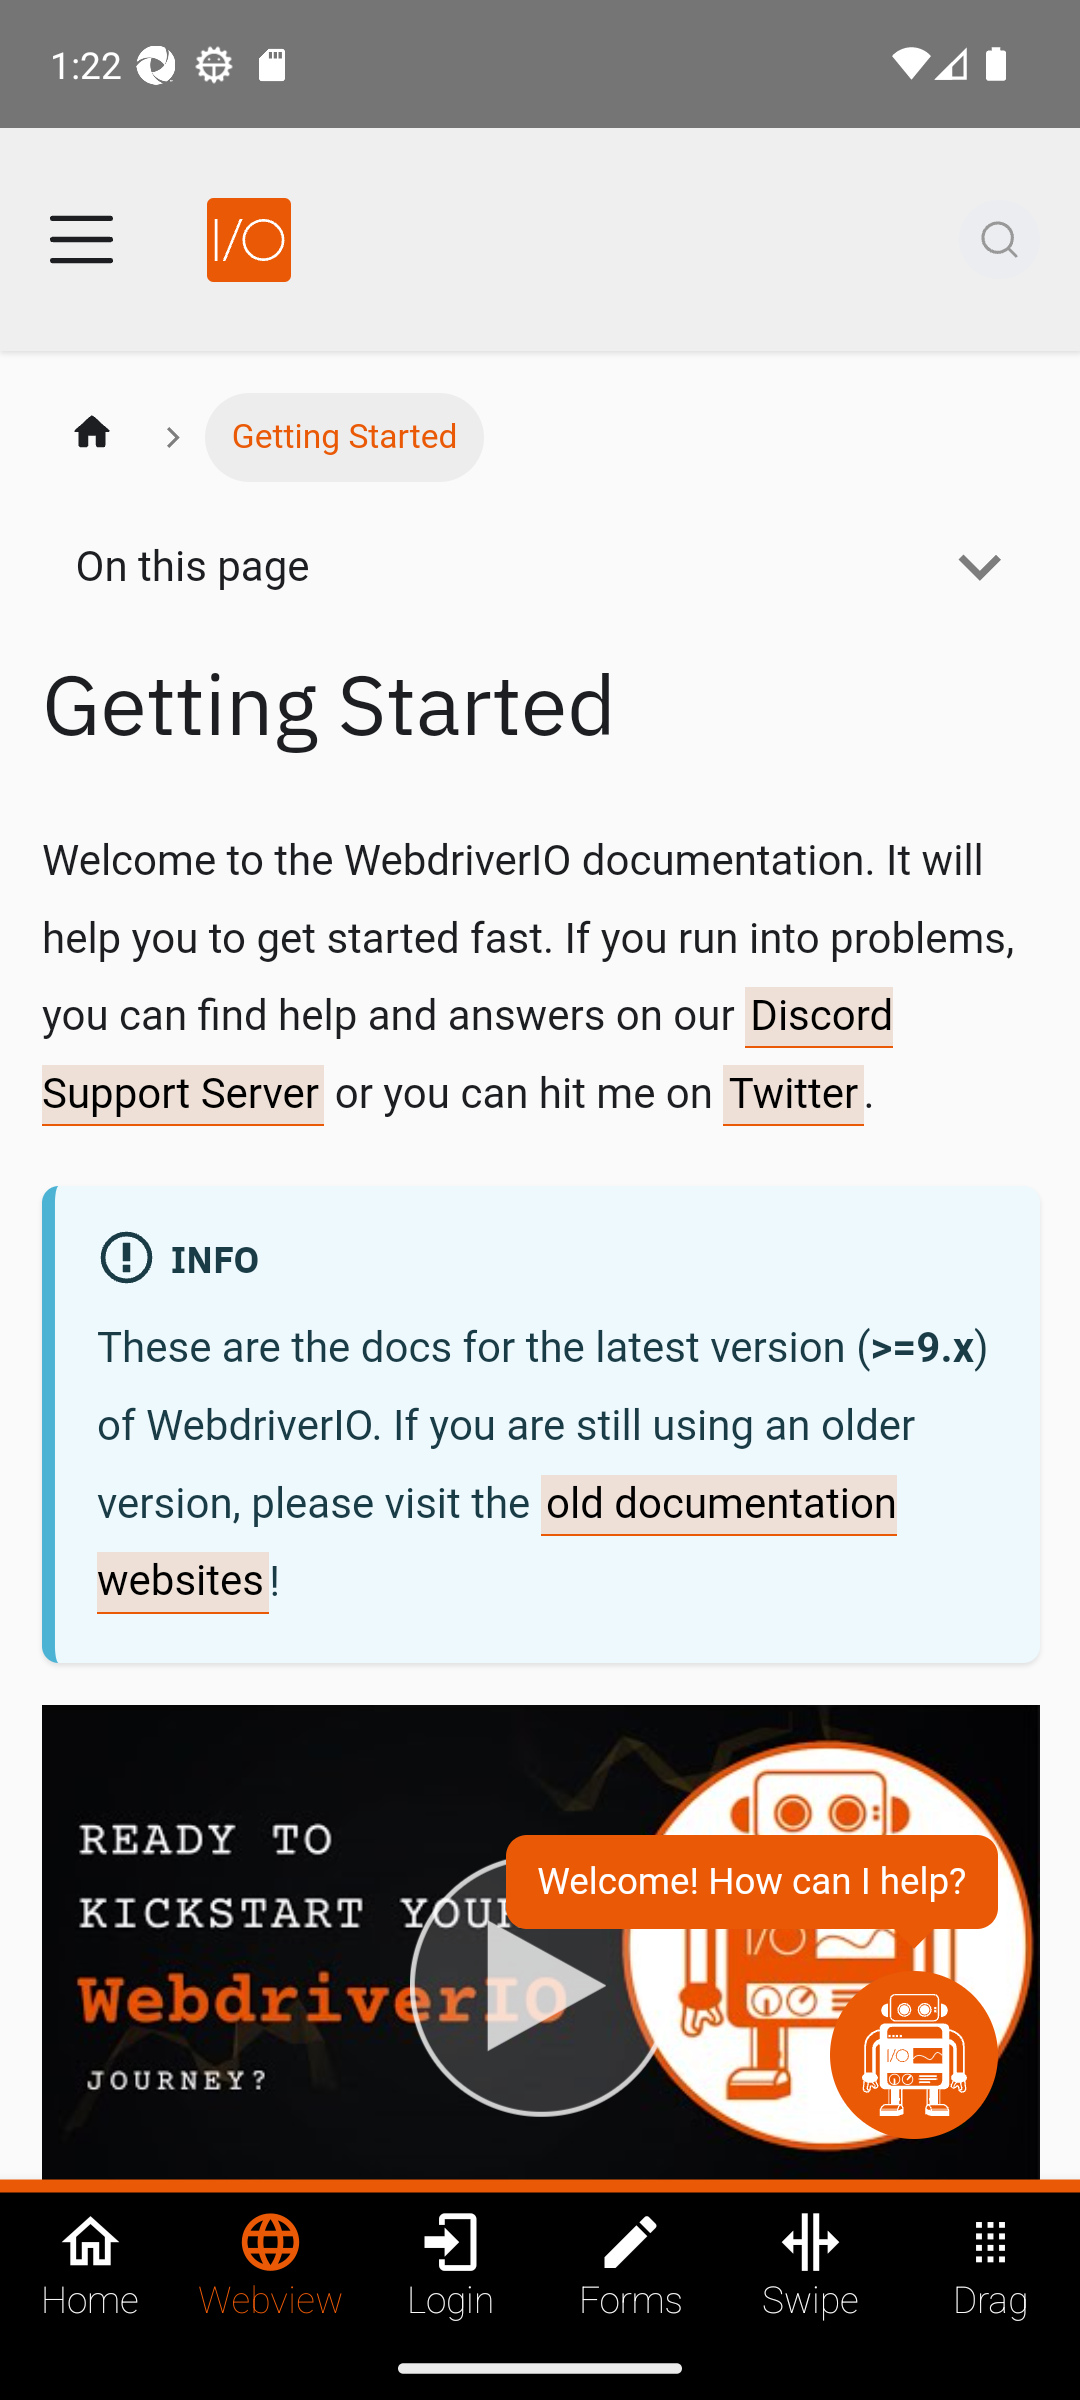 1:22
I/O
Getting Started
On this page
Getting Started
Welcome to the WebdriverIO documentation. It will
help you to get started fast. If you run into problems,
you can find help and answers on our Discord
Support Server or you can hit me on Twitter.
INFO
These are the docs for the latest version (>=9.x)
of WebdriverIO. If you are still using an older
version, please visit the old documentation
websites!
READY TO
KICKSTART YOUR
Welcome! How can I help?
I/O
WebdriverIO
I/O
JOURNEY?
Home Webview Login Forms Swipe Drag